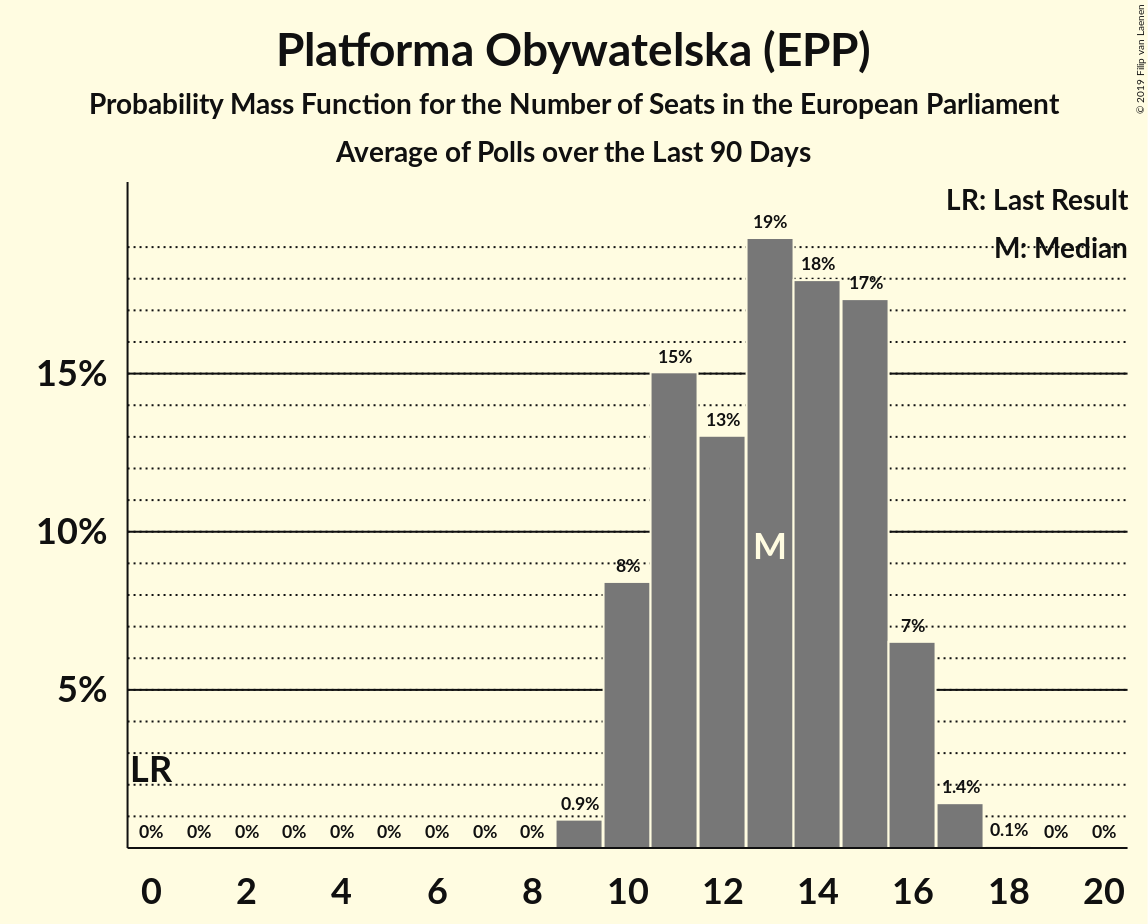 Platforma Obywatelska (EPP)
Probability Mass Function for the Number of Seats in the European Parliament
Average of Polls over the Last 90 Days
© 2019 Filip van Laenen
LR: Last Result
M: Median
19%
18%
17%
15%
15%
13%
10%
M
8%
7%
5%
LR
1.4%
0.9%
0% 0% 0% 0% 0% 0% 0% 0% 0% 0.1% 0% 0%
0 2 4 6 8 10 12 14 16 18 20